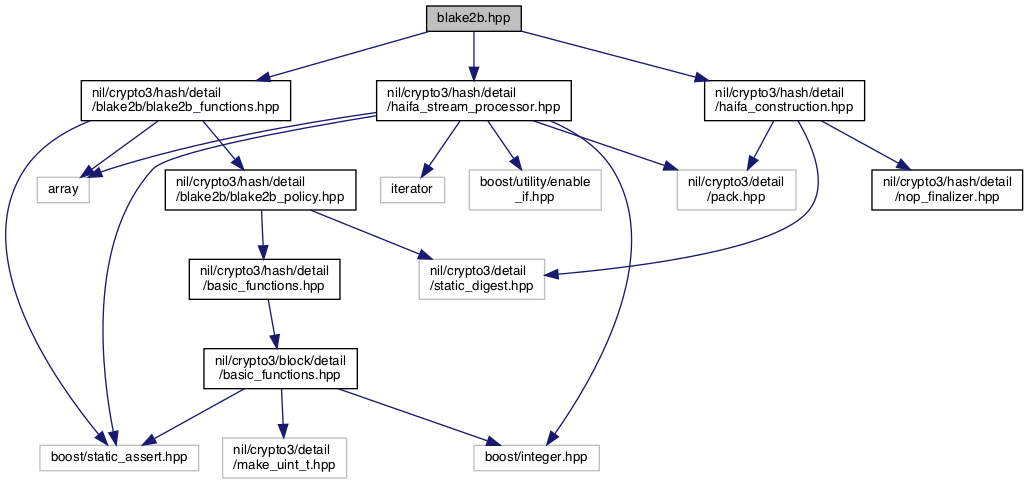 blake2b.hpp
nil/crypto3/hash/detail
/blake2b/blake2b_functions.hpp
nil/crypto3/hash/detail
/haifa_stream_processor.hpp
nil/crypto3/hash/detail
/haifa_construction.hpp
array
nil/crypto3/hash/detail
/blake2b/blake2b_policy.hpp
iterator
boost/utility/enable
_if.hpp
nil/crypto3/detail
/pack.hpp
nil/crypto3/hash/detail
/nop_finalizer.hpp
nil/crypto3/hash/detail
/basic_functions.hpp
nil/crypto3/detail
/static_digest.hpp
nil/crypto3/block/detail
/basic_functions.hpp
boost/static_assert.hpp
nil/crypto3/detail
/make_uint_t.hpp
boost/integer.hpp